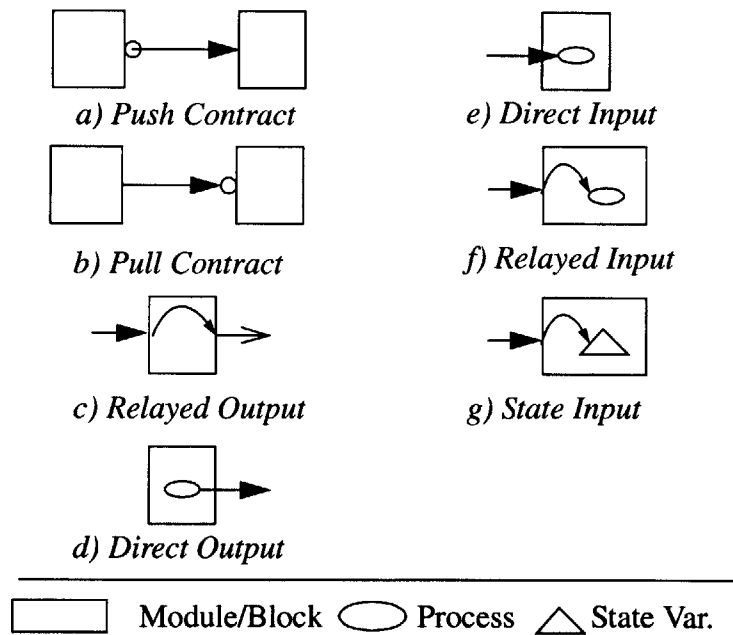 a) Push Contract
e) Direct Input
b) Pull Contract
f) Relayed Input
c) Relayed Output
g) State Input
d) Direct Output
Module/Block Process State Var.